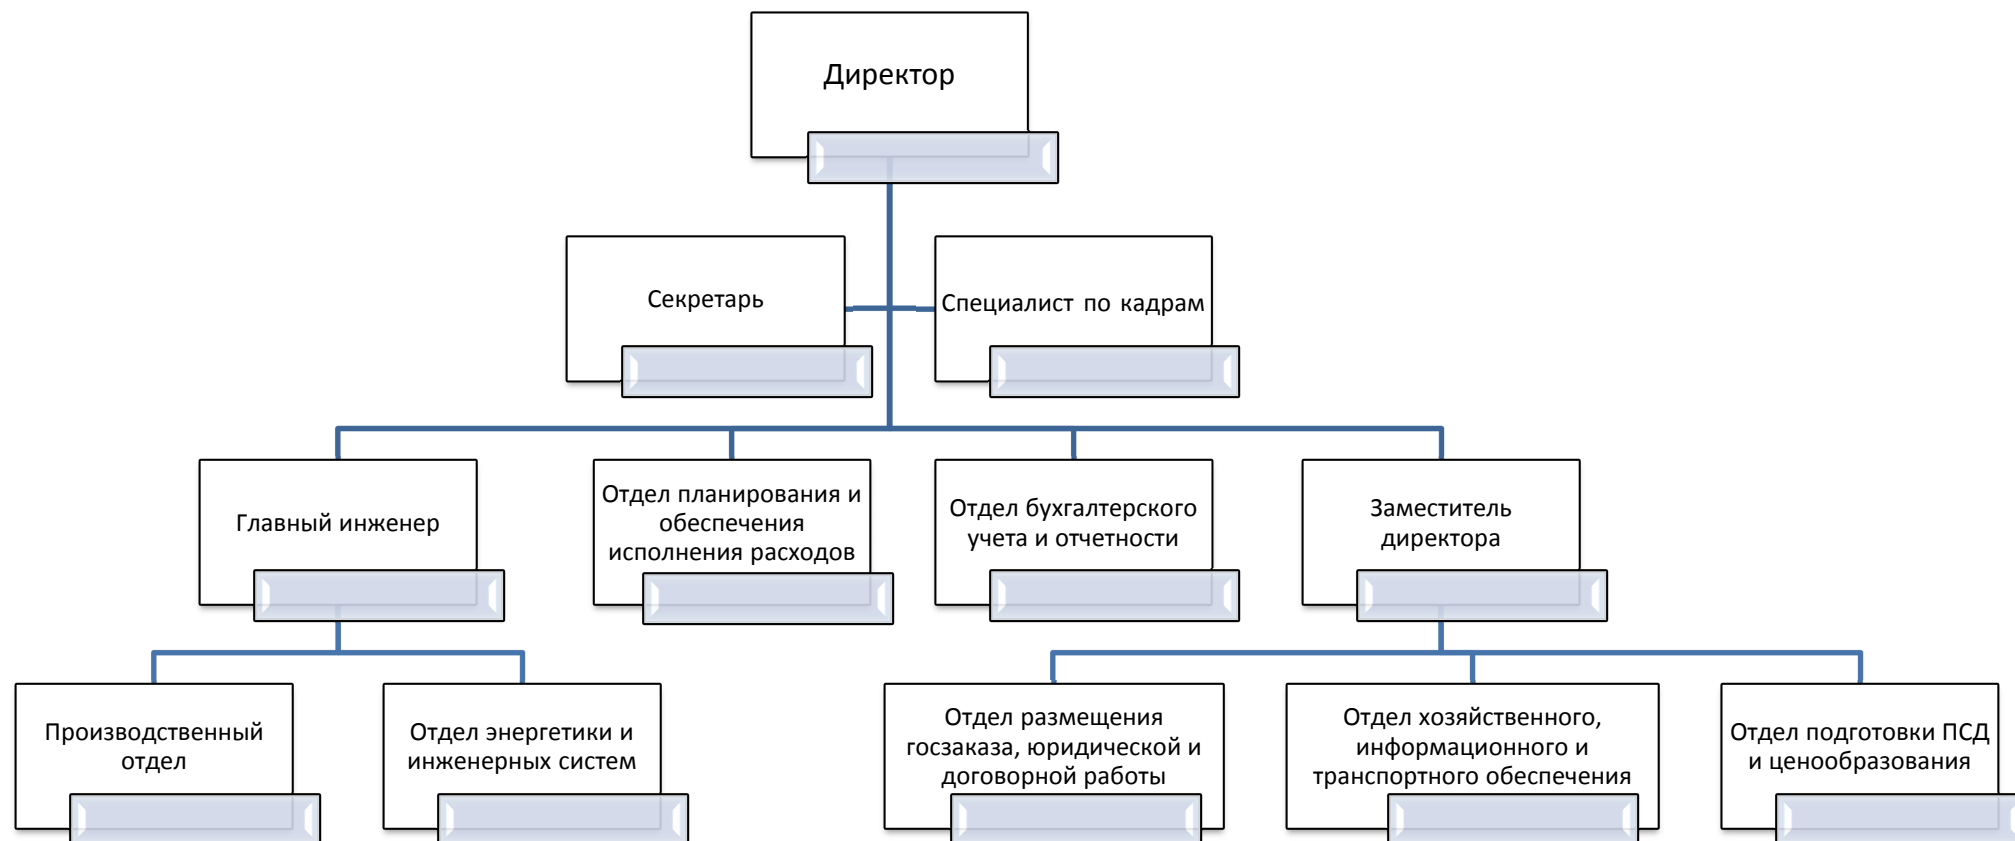 Директор
Секретарь
Специалист по кадрам
Главный инженер
Отдел планирования и
обеспечения
исполнения расходов
Отдел бухгалтерского
учета и отчетности
Заместитель
директора
Производственный
отдел
Отдел энергетики и
инженерных систем
Отдел размещения
госзаказа, юридической и
договорной работы
Отдел хозяйственного,
информационного и
транспортного обеспечения
Отдел подготовки ПСД
и ценообразования